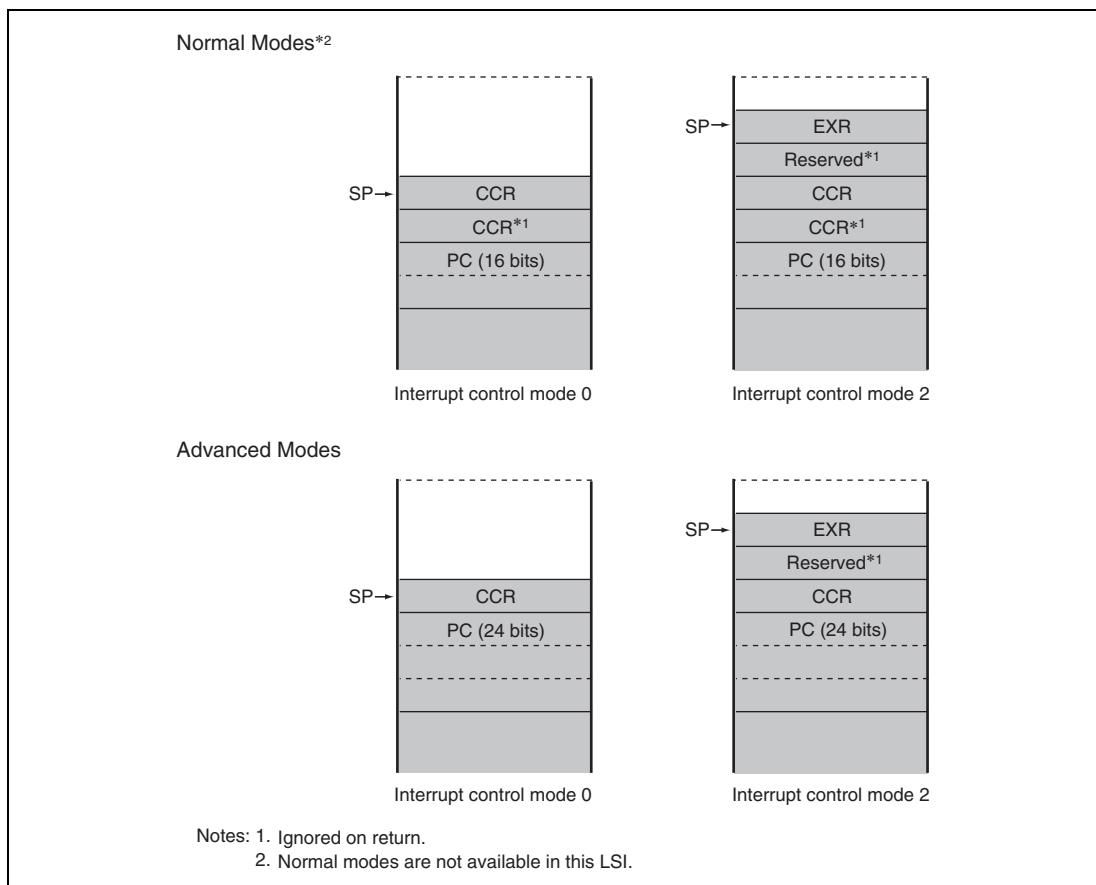 Normal Modes*2
SP→ CCR
CCR*1
PC (16 bits)
Interrupt control mode 0
SP→ EXR
Reserved*1
CCR
CCR*1
PC (16 bits)
Interrupt control mode 2
Advanced Modes
SP→ CCR
PC (24 bits)
Interrupt control mode 0
SP→ EXR
Reserved*1
CCR
PC (24 bits)
Interrupt control mode 2
Notes: 1. Ignored on return.
2. Normal modes are not available in this LSI.